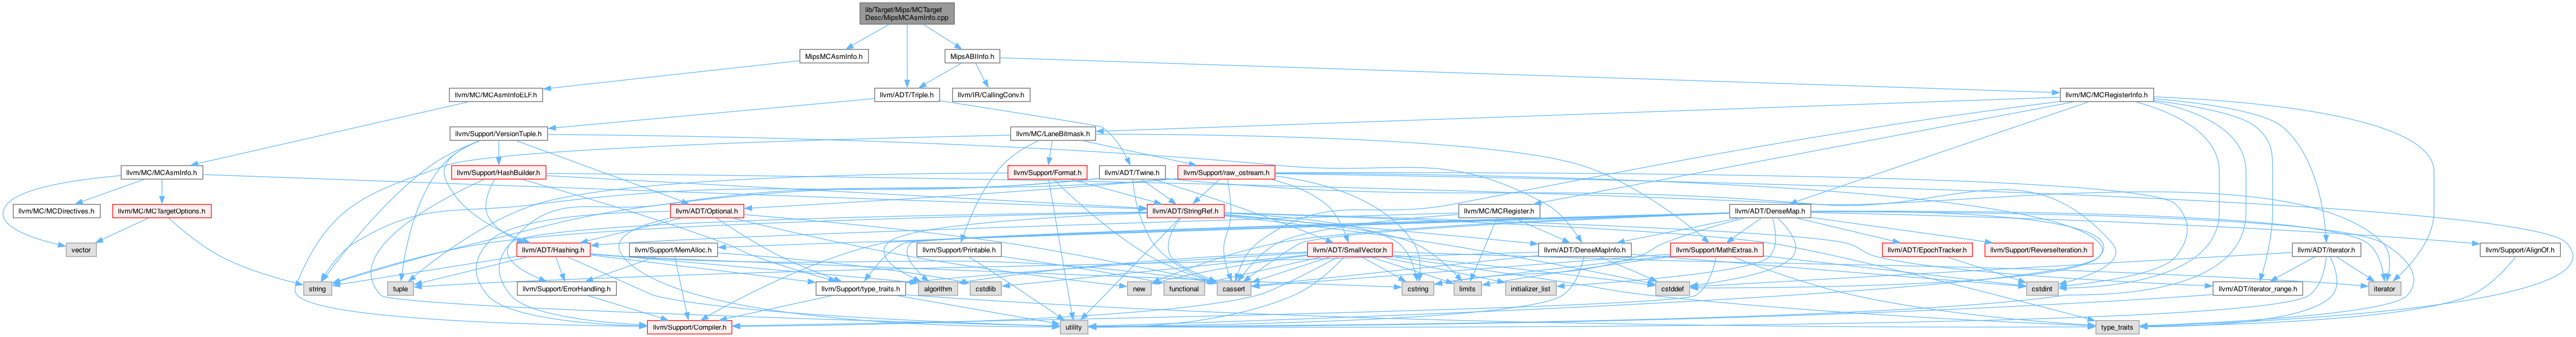 lib/Target/Mips/MCTarget
Desc/MipsMCAsmInfo.cpp
MipsMCAsmInfo.h
MipsABIInfo.h
llvm/MC/MCAsmInfoELF.h
llvm/ADT/Triple.h
llvm/IR/CallingConv.h
llvm/MC/MCRegisterInfo.h
llvm/Support/VersionTuple.h
llvm/MC/LaneBitmask.h
llvm/MC/MCAsmInfo.h
llvm/Support/HashBuilder.h
llvm/Support/Format.h
llvm/ADT/Twine.h
llvm/Support/raw_ostream.h
llvm/MC/MCDirectives.h
llvm/MC/MCTargetOptions.h
llvm/ADT/Optional.h
llvm/ADT/StringRef.h
llvm/MC/MCRegister.h
llvm/ADT/DenseMap.h
vector
llvm/ADT/Hashing.h
llvm/Support/MemAlloc.h
llvm/Support/Printable.h
llvm/ADT/SmallVector.h
llvm/ADT/DenseMapInfo.h
llvm/Support/MathExtras.h
llvm/ADT/EpochTracker.h
llvm/Support/ReverseIteration.h
llvm/ADT/iterator.h
llvm/Support/AlignOf.h
string
tuple
llvm/Support/ErrorHandling.h
llvm/Support/type_traits.h
algorithm
cstdlib
new
functional
cassert
cstring
limits
initializer_list
cstddef
cstdint
llvm/ADT/iterator_range.h
iterator
llvm/Support/Compiler.h
utility
type_traits